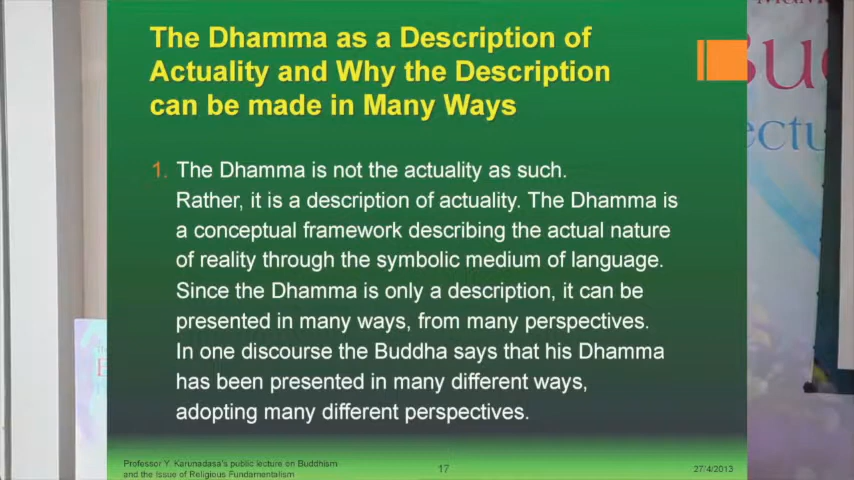 The Dhamma as a Description of
Actuality and Why the Description
can be made in Many Ways
1. The Dhamma is not the actuality as such.
Rather, it is a description of actuality. The Dhamma is
a conceptual framework describing the actual nature
of reality through the symbolic medium of language.
Since the Dhamma is only a description, it can be
presented in many ways, from many perspectives.
In one discourse the Buddha says that his Dhamma
has been presented in many different ways,
adopting many different perspectives.
Professor Y. Karunadasa's public lecture on Buddhism
and the Issue of Religious Fundamentalism
17
27/4/2013